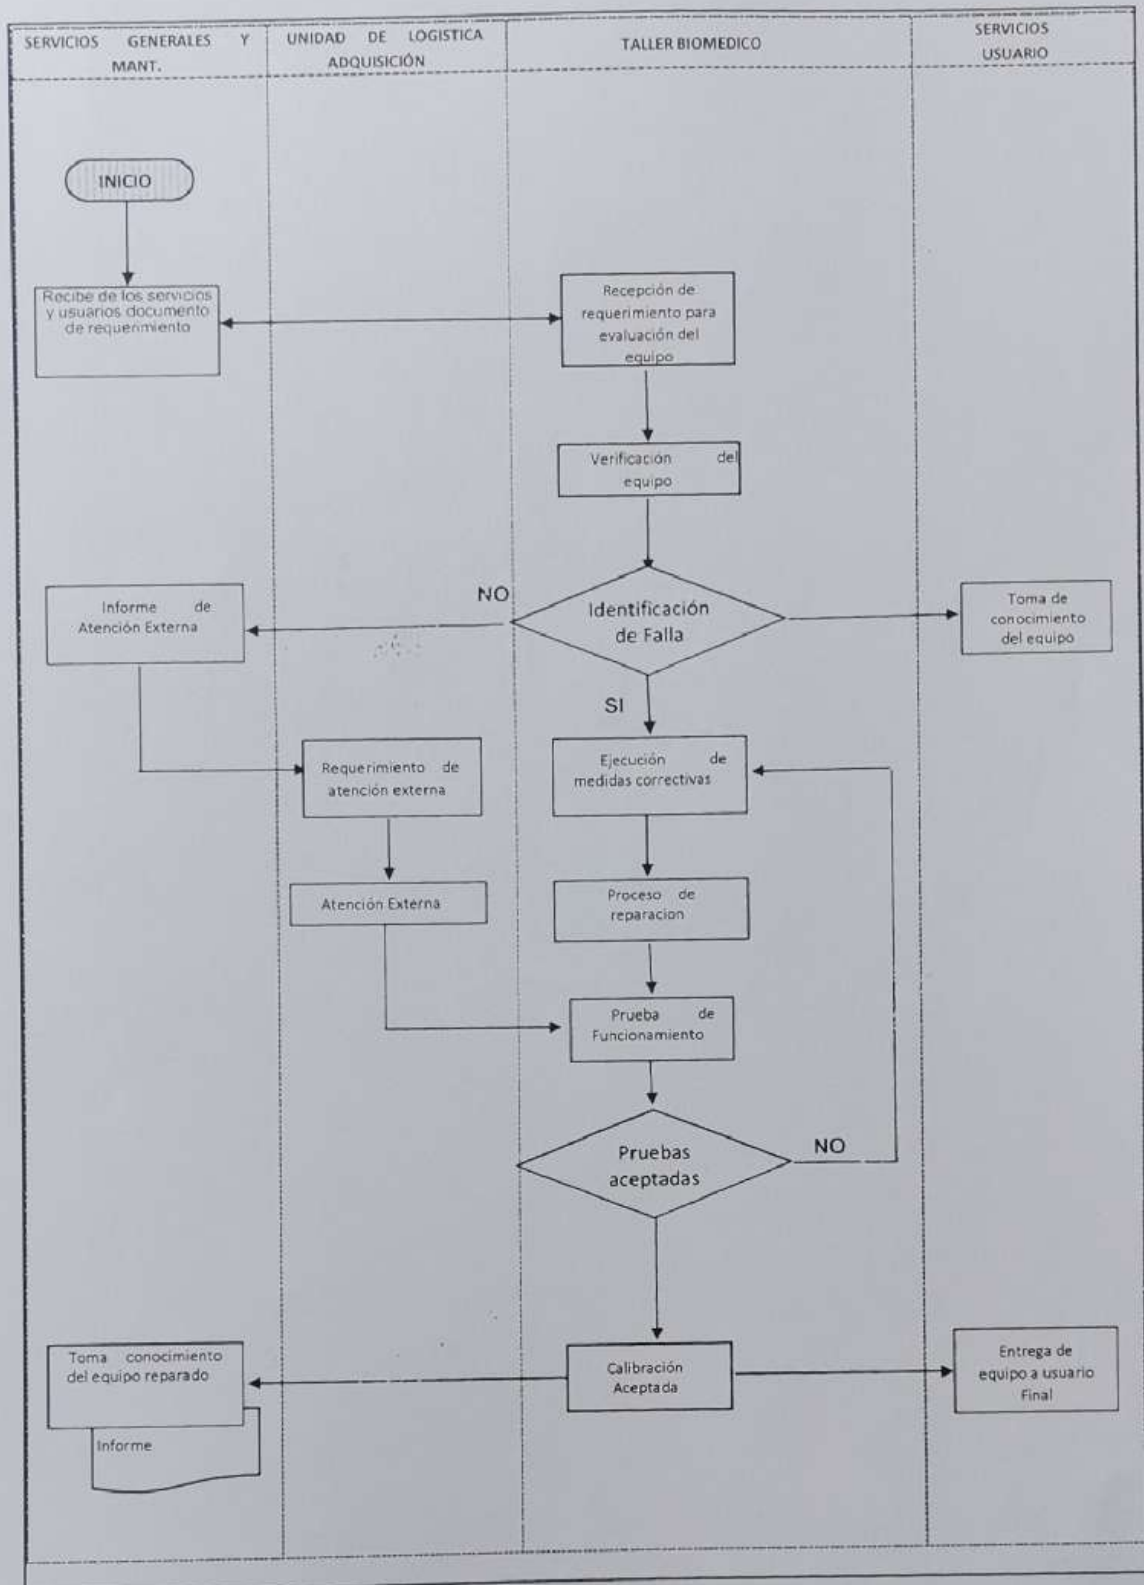 SERVICIOS GENERALES Y
MANT.
UNIDAD DE LOGISTICA
ADQUISICIÓN
TALLER BIOMEDICO
SERVICIOS
USUARIO
INICIO
Recibe de los servicios
y usuarios documento
de requerimiento
Recepción de
requerimiento para
evaluación del
equipo
Verificación del
equipo
Informe de
Atención Externa
NO
Identificación
de Falla
Toma de
conocimiento
del equipo
SI
Requerimiento de
atención externa
Ejecución de
medidas correctivas
Atención Externa
Proceso de
reparacion
Prueba de
Funcionamiento
Pruebas
aceptadas
NO
Toma conocimiento
del equipo reparado
Informe
Calibración
Aceptada
Entrega de
equipo a usuario
Final